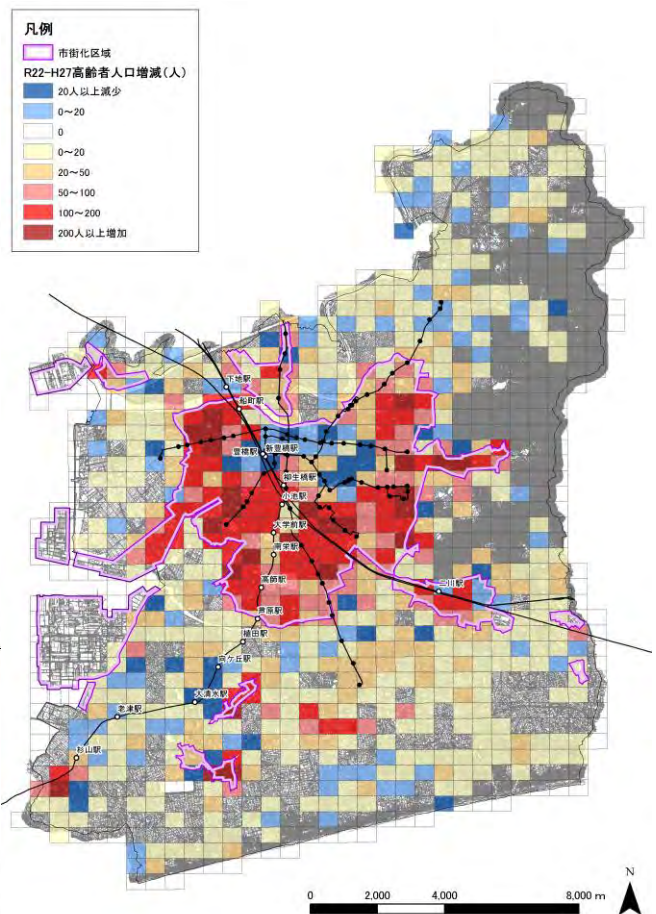 凡例
市街化区域
R22-H27高齢者人口増減(人)
20人以上減少
0～20
0
0～20
20～50
50～100
100～200
200人以上増加
下地駅
船町駅
豊橋駅
新豊橋駅
柳生橋駅
小池駅
大学前駅
南栄駅
高師駅
芦原駅
植田駅
向ケ丘駅
大清水駅
老津駅
杉山駅
二川駅
N
0 2,000 4,000 8,000 m